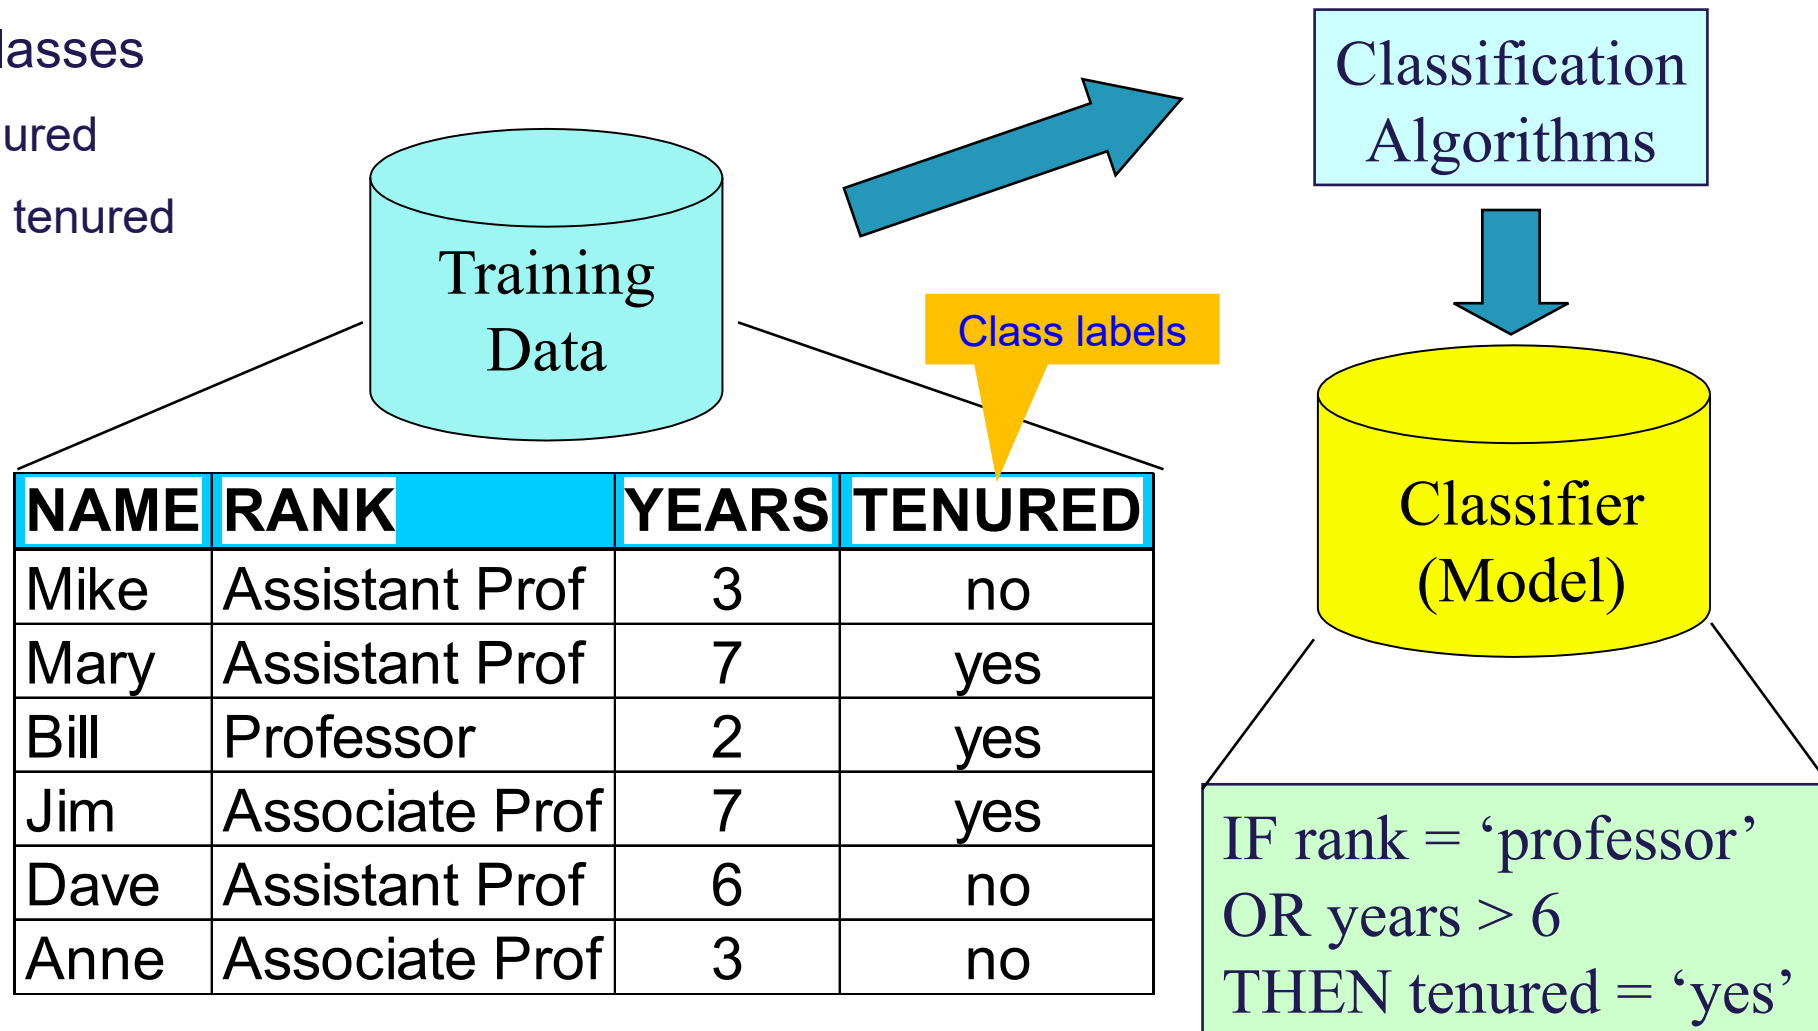 lasses
ured
tenured
Classification
Algorithms
Training
Data
Class labels
NAME RANK YEARS TENURED
Mike Assistant Prof 3 no
Mary Assistant Prof 7 yes
Bill Professor 2 yes
Jim Associate Prof 7 yes
Dave Assistant Prof 6 no
Anne Associate Prof 3 no
Classifier
(Model)
IF rank = ‘professor’
OR years > 6
THEN tenured = ‘yes’